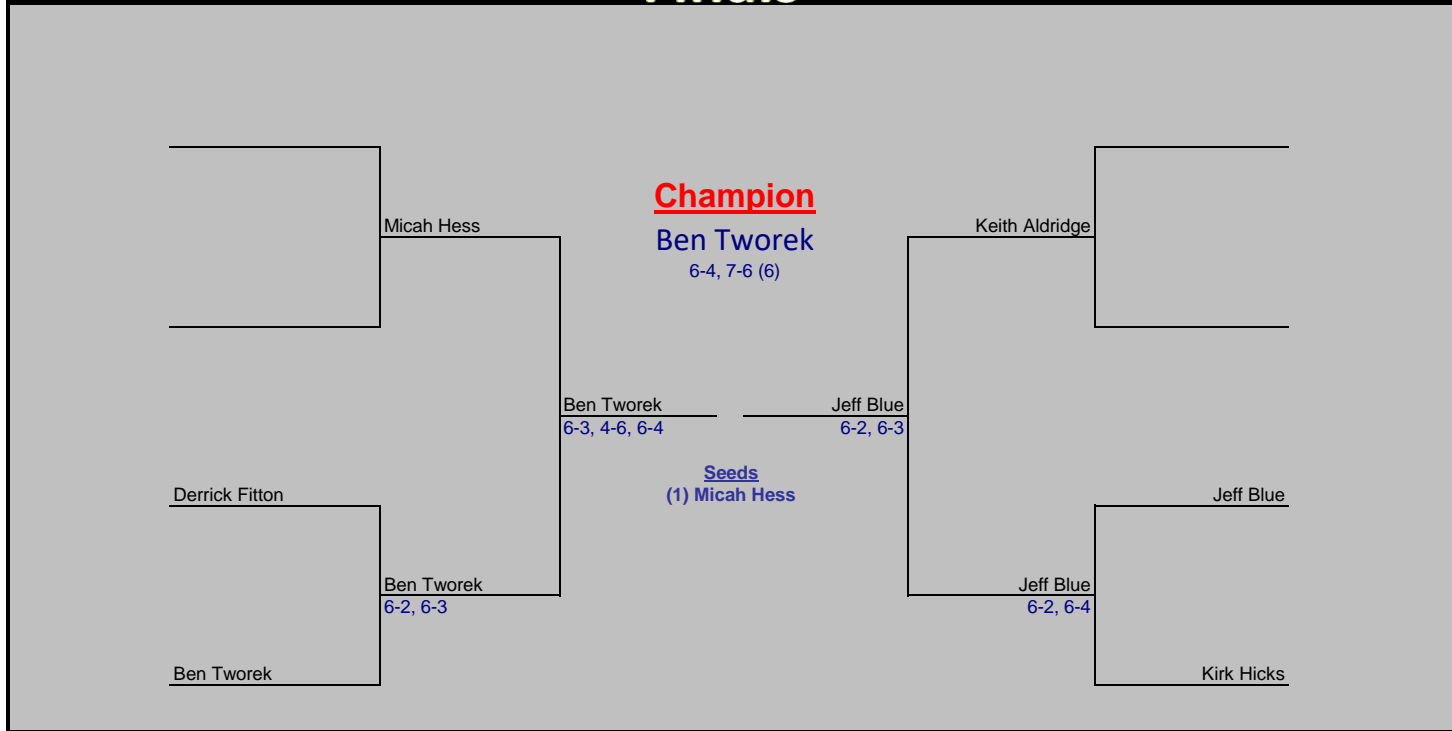 Champion
Ben Tworek
6-4, 7-6 (6)
Micah Hess
Keith Aldridge
Ben Tworek
6-3, 4-6, 6-4
Jeff Blue
6-2, 6-3
Seeds
(1) Micah Hess
Derrick Fitton
Jeff Blue
Ben Tworek
6-2, 6-3
Jeff Blue
6-2, 6-4
Ben Tworek
Kirk Hicks